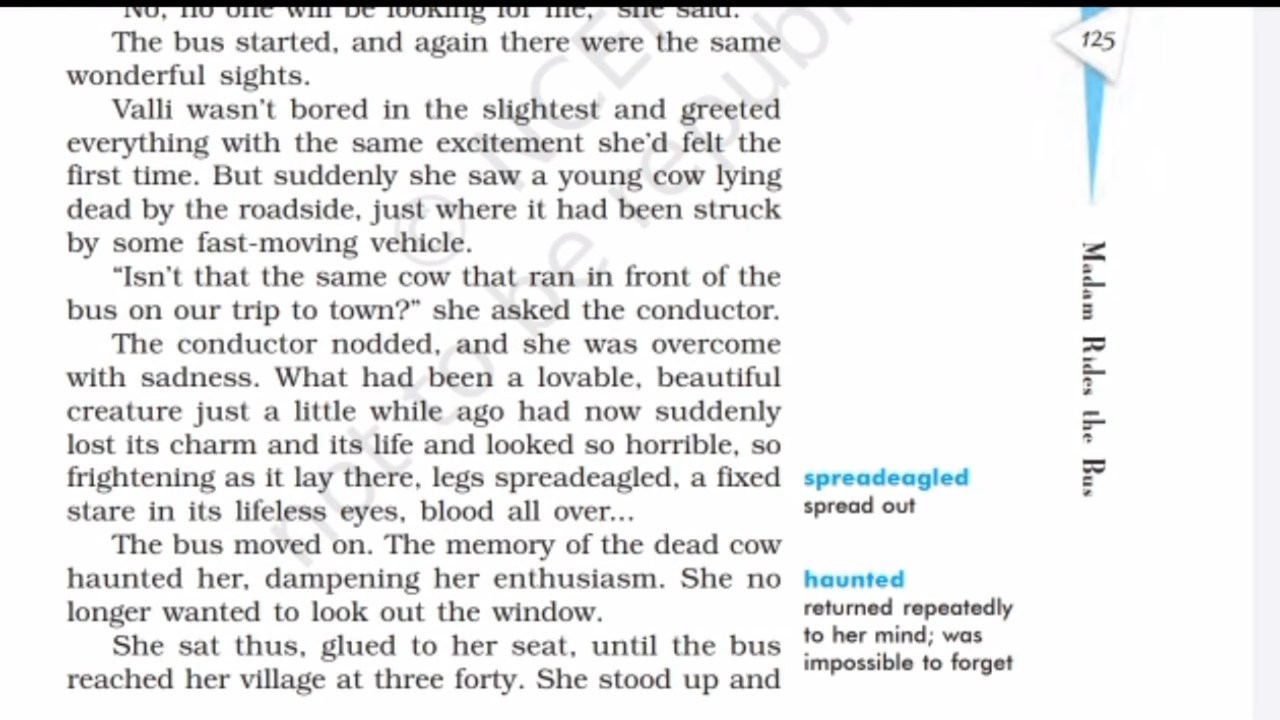 "No, no one will be looking for me," she said.
The bus started, and again there were the same
wonderful sights.
Valli wasn't bored in the slightest and greeted
everything with the same excitement she'd felt the
first time. But suddenly she saw a young cow lying
dead by the roadside, just where it had been struck
by some fast-moving vehicle.
"Isn't that the same cow that ran in front of the
bus on our trip to town?" she asked the conductor.
The conductor nodded, and she was overcome
with sadness. What had been a lovable, beautiful
creature just a little while ago had now suddenly
lost its charm and its life and looked so horrible, so
frightening as it lay there, legs spreadeagled, a fixed
stare in its lifeless eyes, blood all over...
The bus moved on. The memory of the dead cow
haunted her, dampening her enthusiasm. She no
longer wanted to look out the window.
She sat thus, glued to her seat, until the bus
reached her village at three forty. She stood up and
spreadeagled
spread out
haunted
returned repeatedly
to her mind; was
impossible to forget
125
Madam Rides the Bus
© NCE
not to be republi